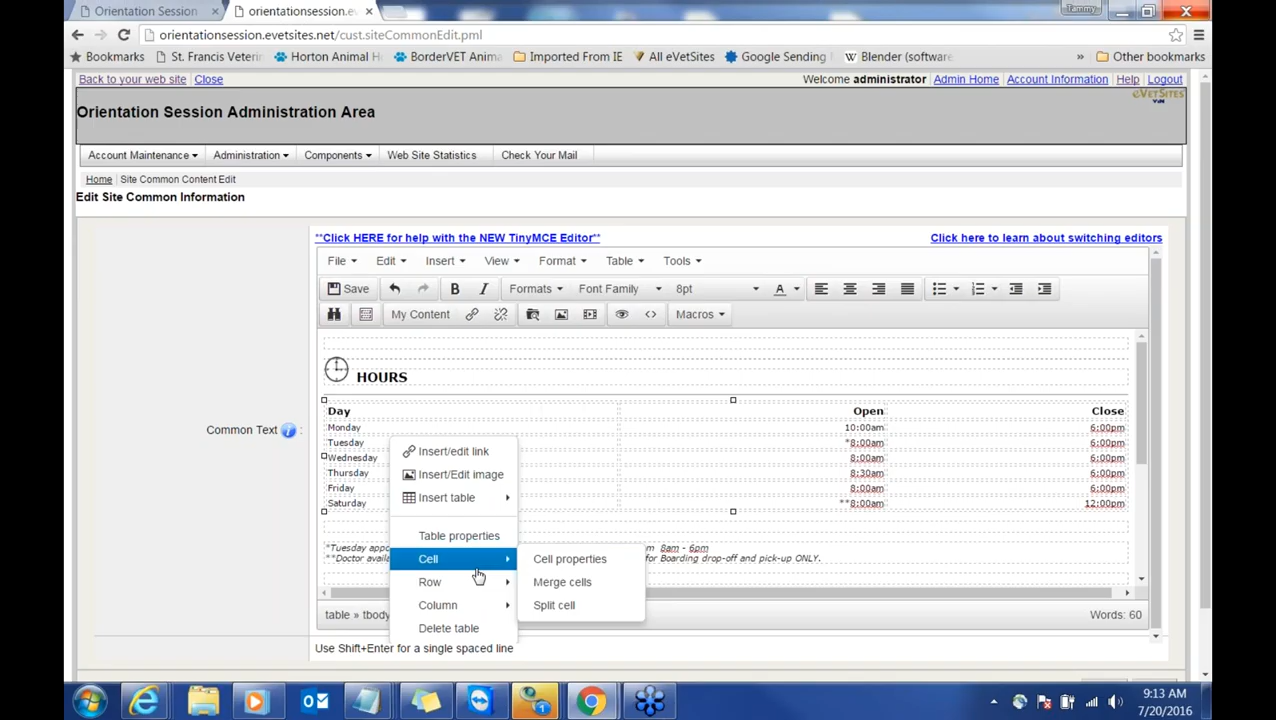 Orientation Session
orientationsession.ev
Tammy
orientationsession.evetsites.net/cust.siteCommonEdit.pml
Bookmarks St. Francis Veterin Horton Animal H BorderVET Anima Imported From IE All eVetSites Google Sending Blender (software » Other bookmarks
Back to your web site Close Welcome administrator Admin Home Account Information Help Logout
eVetSites
VIN
Orientation Session Administration Area
Account Maintenance Administration Components Web Site Statistics Check Your Mail
Home Site Common Content Edit
Edit Site Common Information
**Click HERE for help with the NEW TinyMCE Editor** Click here to learn about switching editors
File Edit Insert View Format Table Tools
Save B I Formats Font Family 8pt A
My Content <> Macros
HOURS
Day Open Close
Monday 10:00am 6:00pm
Tuesday *8:00am 6:00pm
Wednesday 8:00am 6:00pm
Thursday 8:30am 6:00pm
Friday 8:00am 6:00pm
Saturday **8:00am 12:00pm
Common Text i :
Insert/edit link
Insert/Edit image
Insert table
Table properties
Cell
Row
Column
Delete table
Cell properties
Merge cells
Split cell
*Tuesday appo 8am - 6pm
**Doctor availa for Boarding drop-off and pick-up ONLY.
table » tbody Words: 60
Use Shift+Enter for a single spaced line
9:13 AM
7/20/2016